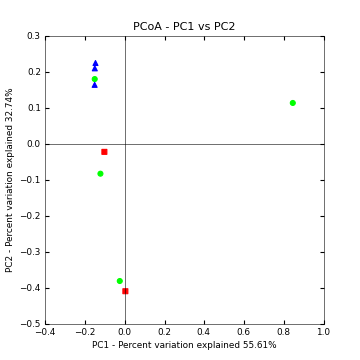 PCoA - PC1 vs PC2
0.3
0.2
0.1
0.0
−0.1
−0.2
−0.3
−0.4
−0.5
PC2 - Percent variation explained 32.74%
−0.4 −0.2 0.0 0.2 0.4 0.6 0.8 1.0
PC1 - Percent variation explained 55.61%